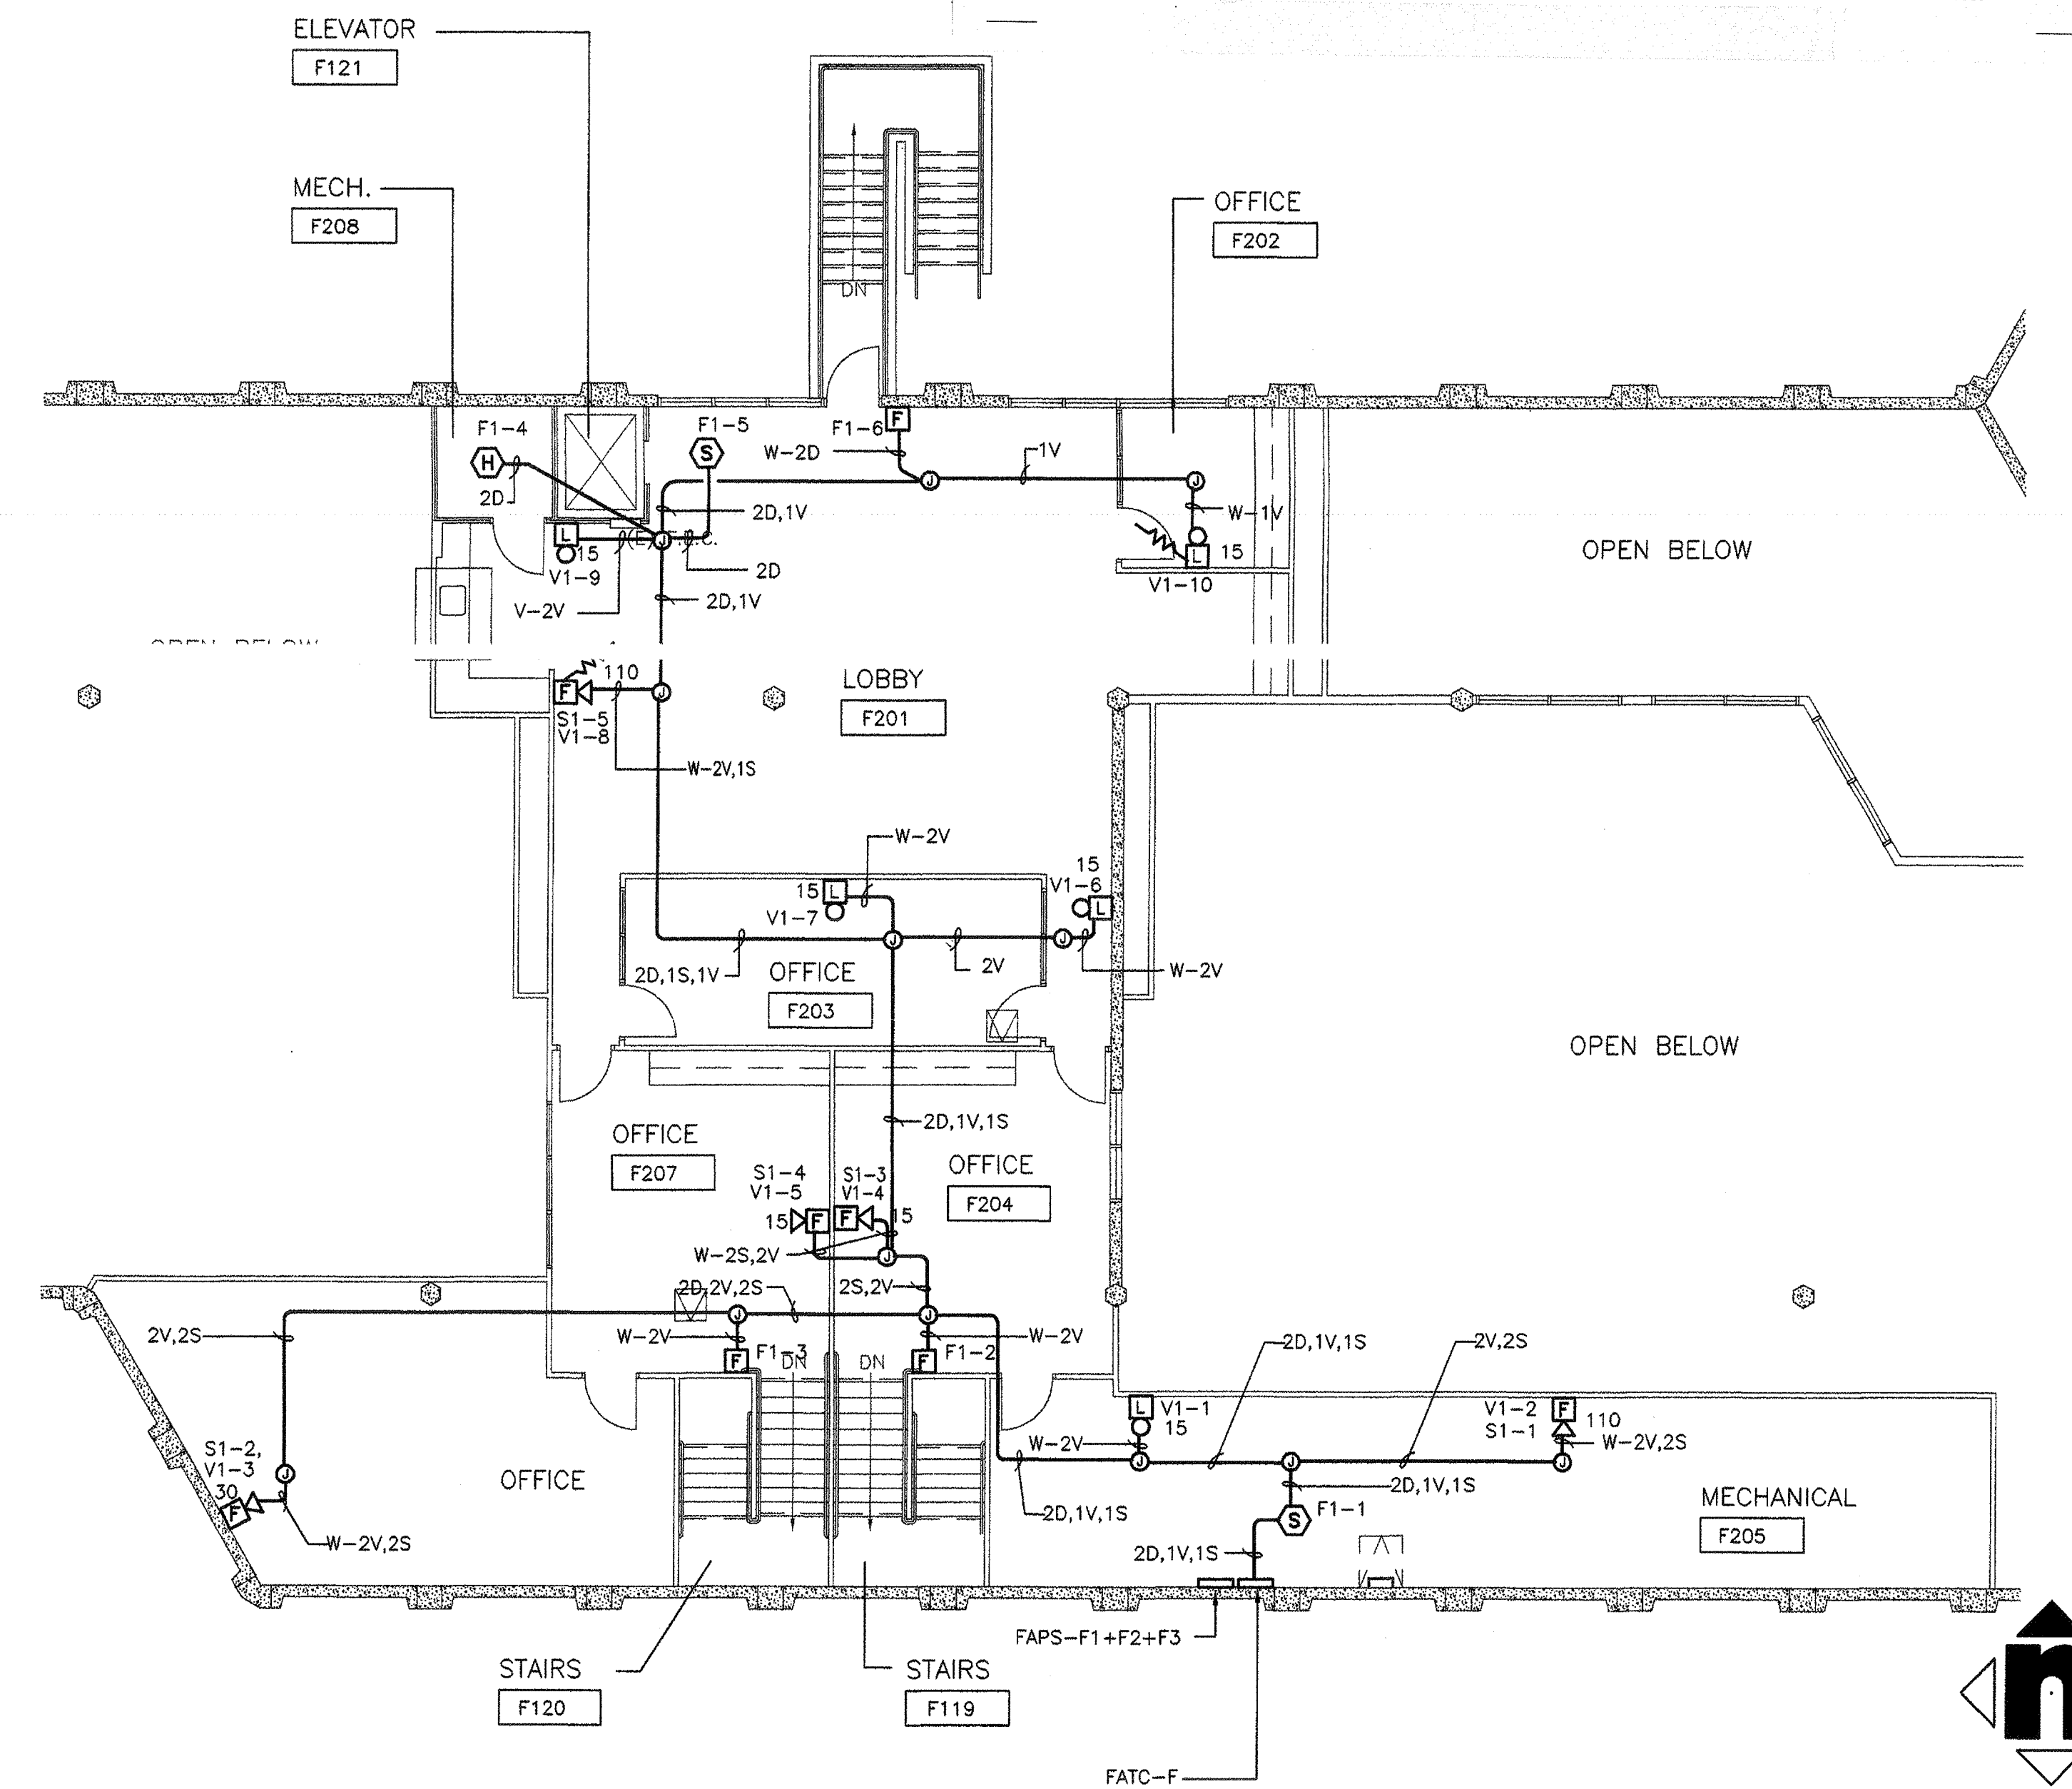 ELEVATOR
F121
MECH.
F208
OFFICE
F202
DN
F1-4
H
2D
F1-5
S
F1-6
F
W-2D
J
1V
J
2D,1V
W-1V
L
15
V1-9
J
2D
V-2V
2D,1V
L
15
V1-10
OPEN BELOW
110
F
J
S1-5
V1-8
W-2V,1S
LOBBY
F201
W-2V
15
L
V1-7
15
V1-6
L
J
J
2D,1S,1V
2V
W-2V
OFFICE
F203
OPEN BELOW
2D,1V,1S
OFFICE
F207
OFFICE
F204
S1-4
V1-5
S1-3
V1-4
15
F
F
15
W-2S,2V
J
2D,2V,2S
2S,2V
J
J
2V,2S
W-2V
W-2V
F1-3
F
DN
DN
F1-2
F
2D,1V,1S
2V,2S
L
V1-1
15
V1-2
S1-1
F
110
W-2V
W-2V,2S
J
J
J
S1-2,
V1-3
30
F
J
OFFICE
W-2V,2S
2D,1V,1S
2D,1V,1S
S
F1-1
2D,1V,1S
MECHANICAL
F205
FAPS-F1+F2+F3
STAIRS
F120
STAIRS
F119
FATC-F
n